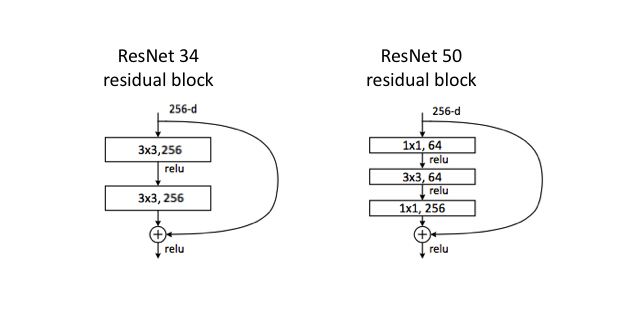 ResNet 34
residual block
256-d
3x3,256
relu
3x3, 256
+
relu
ResNet 50
residual block
256-d
1x1, 64
relu
3x3, 64
relu
1x1, 256
+
relu